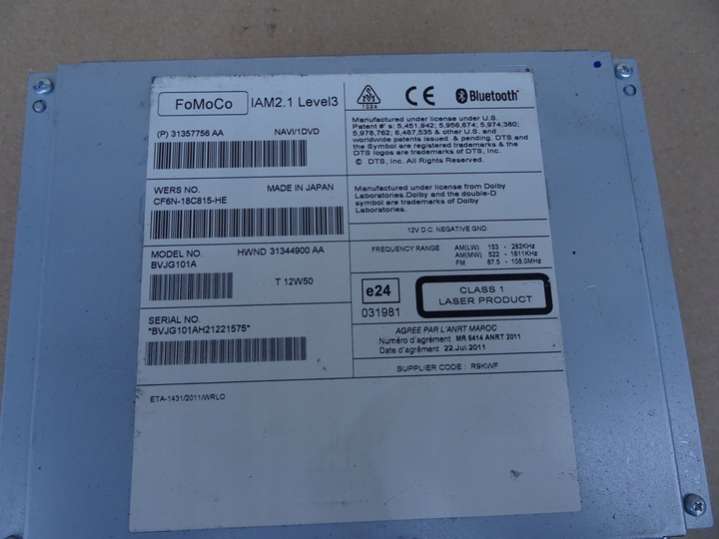 FoMoCo IAM2.1 Level3
(P) 31357756 AA NAVI/1DVD
WERS NO. MADE IN JAPAN
CF6N-18C815-HE
MODEL NO. HWND 31344900 AA
BVJG101A
T 12W50
SERIAL NO.
*BVJG101AH21221575*
ETA-1431/2011/WRLO
CE Bluetooth
Manufactured under license under U.S.
Patent #'s: 5,451,942; 5,956,674; 5,974,380;
5,978,762; 6,487,535 & other U.S. and
worldwide patents issued & pending. DTS and
the Symbol are registered trademarks & the
DTS logos are trademarks of DTS, Inc.
© DTS, Inc. All Rights Reserved.
Manufactured under license from Dolby
Laboratories.Dolby and the double-D
symbol are trademarks of Dolby
Laboratories.
12V D.C. NEGATIVE GND
FREQUENCY RANGE AM(LW) 153 - 282KHz
AM(MW) 522 - 1611KHz
FM 87.5 - 108.0MHz
e24
031981
CLASS 1
LASER PRODUCT
AGREE PAR L'ANRT MAROC
Numéro d'agrément MR 6414 ANRT 2011
Date d'agrément 22.Jul.2011
SUPPLIER CODE : R9KWF